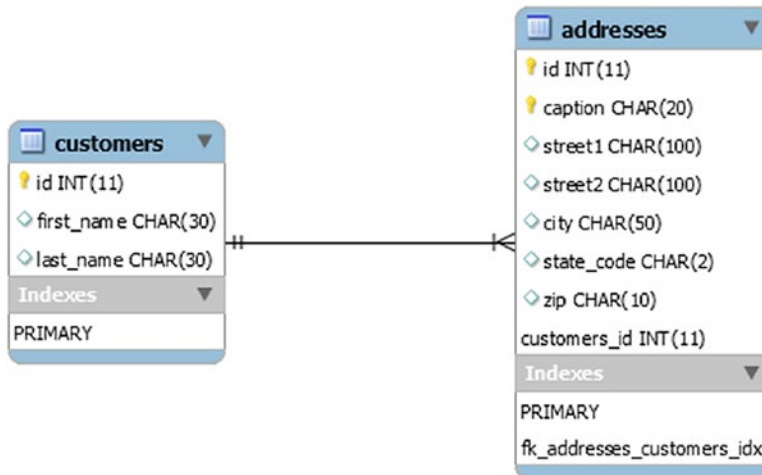 customers
id INT(11)
first_name CHAR(30)
last_name CHAR(30)
Indexes
PRIMARY
addresses
id INT(11)
caption CHAR(20)
street1 CHAR(100)
street2 CHAR(100)
city CHAR(50)
state_code CHAR(2)
zip CHAR(10)
customers_id INT(11)
Indexes
PRIMARY
fk_addresses_customers_idx